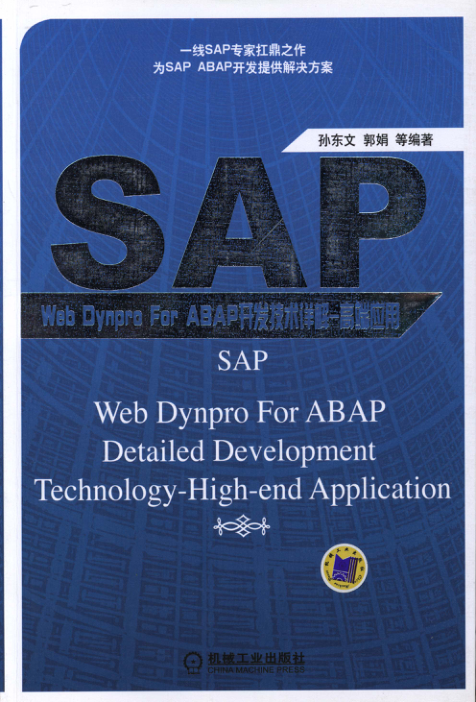 一线SAP专家扛鼎之作
为SAP ABAP开发提供解决方案
孙东文 郭娟 等编著
SAP
Web Dynpro For ABAP开发技术详解-高端应用
SAP
Web Dynpro For ABAP
Detailed Development
Technology-High-end Application
机械工业出版社
CHINA MACHINE PRESS